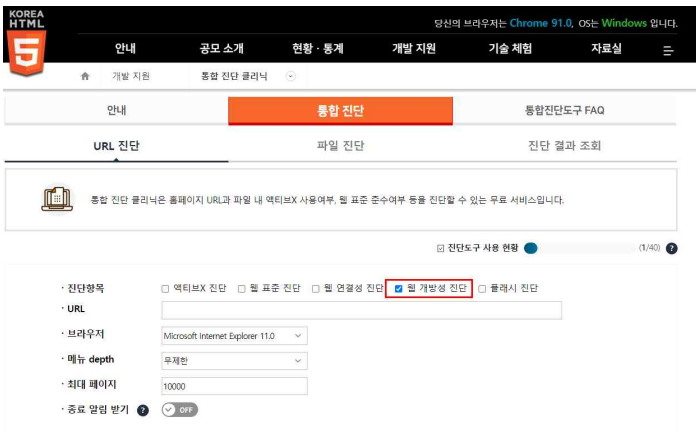 KOREA
HTML
5
당신의 브라우저는 Chrome 91.0, OS는 Windows 입니다.
안내 공모 소개 현황 · 통계 개발 지원 기술 체험 자료실
개발 지원 통합 진단 클리닉
안내 통합 진단 통합진단도구 FAQ
URL 진단 파일 진단 진단 결과 조회
통합 진단 클리닉은 홈페이지 URL과 파일 내 액티브X 사용여부, 웹 표준 준수여부 등을 진단할 수 있는 무료 서비스입니다.
진단도구 사용 현황 (1/40) ?
· 진단항목 액티브X 진단 웹 표준 진단 웹 연결성 진단 웹 개방성 진단 플래시 진단
· URL
· 브라우저 Microsoft Internet Explorer 11.0
· 메뉴 depth 무제한
· 최대 페이지 10000
· 종료 알림 받기 ? OFF